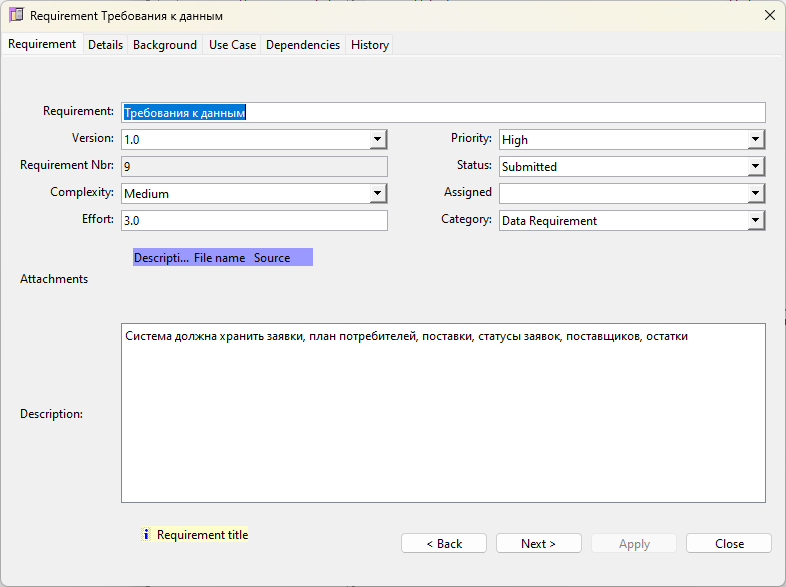 Requirement Требования к данным
Requirement Details Background Use Case Dependencies History
Requirement: Требования к данным
Version: 1.0 Priority: High
Requirement Nbr: 9 Status: Submitted
Complexity: Medium Assigned
Effort: 3.0 Category: Data Requirement
Descripti... File name Source
Attachments
Система должна хранить заявки, план потребителей, поставки, статусы заявок, поставщиков, остатки
Description:
Requirement title
< Back Next > Apply Close